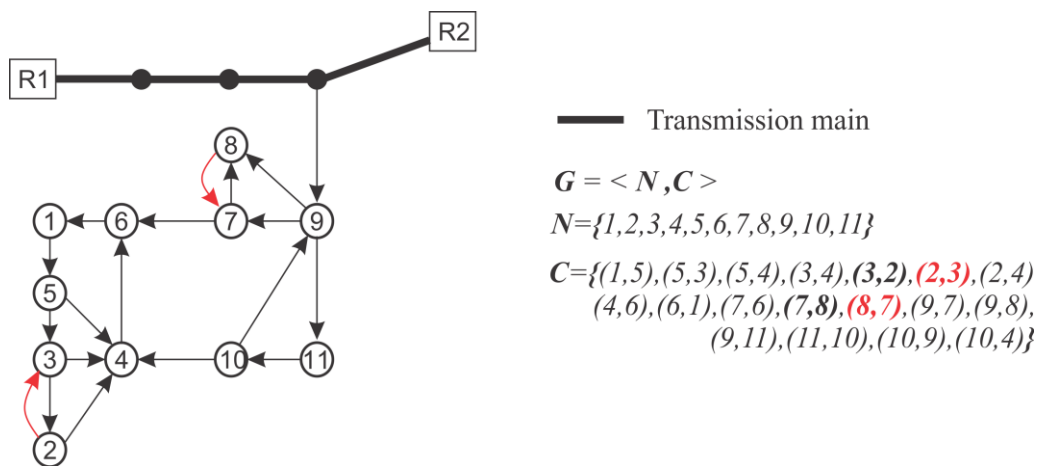 R1
R2
8
1
6
7
9
5
3
4
10
11
2
Transmission main
G = < N ,C >
N={1,2,3,4,5,6,7,8,9,10,11}
C={(1,5),(5,3),(5,4),(3,4),(3,2),(2,3),(2,4)
(4,6),(6,1),(7,6),(7,8),(8,7),(9,7),(9,8),
(9,11),(11,10),(10,9),(10,4)}